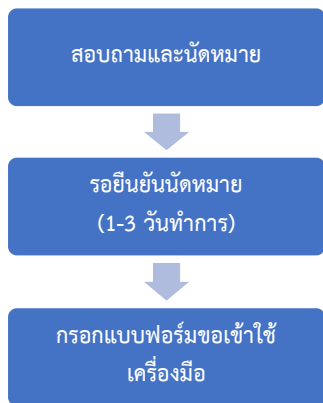 สอบถามและนัดหมาย
รอยืนยันนัดหมาย
(1-3 วันทำการ)
กรอกแบบฟอร์มขอเข้าใช้
เครื่องมือ